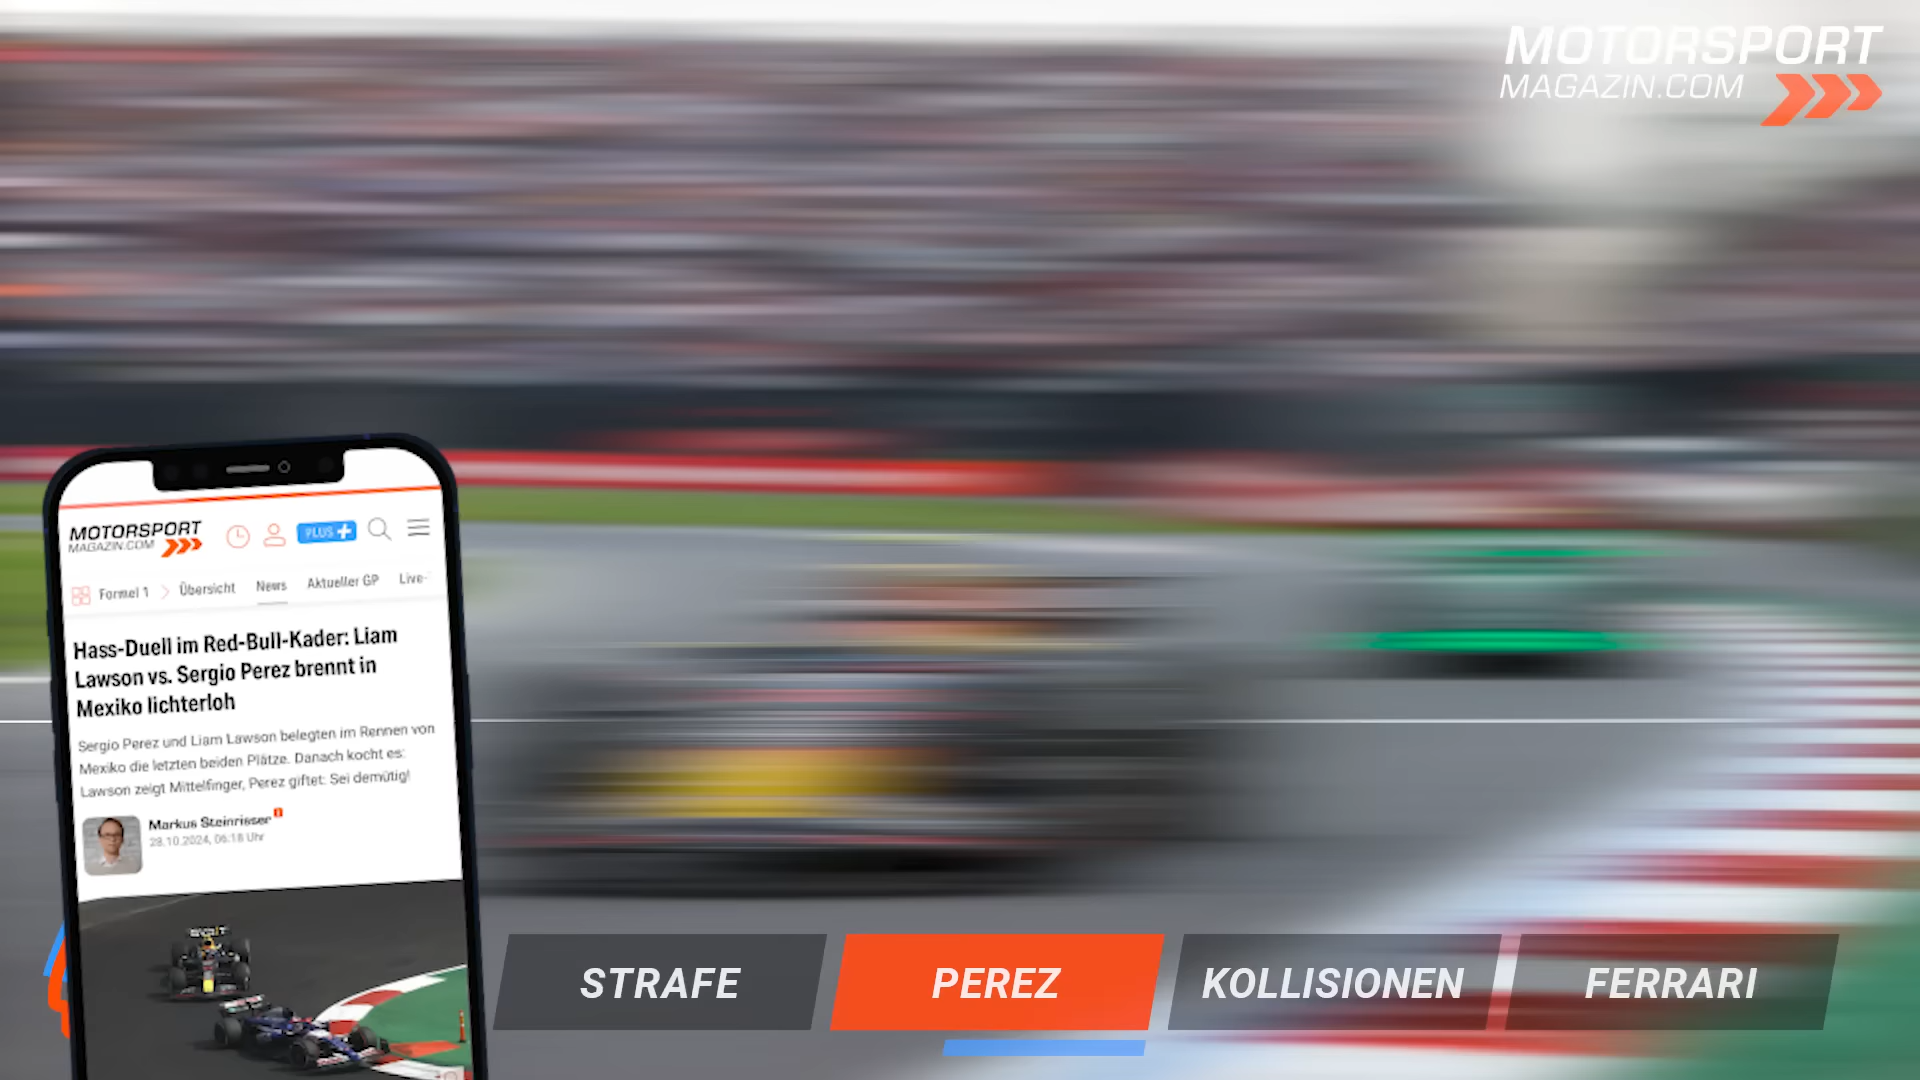 MOTORSPORT
MAGAZIN.COM
MOTORSPORT
MAGAZIN.COM
PLUS
Formel 1 Übersicht News Aktueller GP Live-
Hass-Duell im Red-Bull-Kader: Liam
Lawson vs. Sergio Perez brennt in
Mexiko lichterloh
Sergio Perez und Liam Lawson belegten im Rennen von
Mexiko die letzten beiden Plätze. Danach kocht es:
Lawson zeigt Mittelfinger, Perez giftet: Sei demütig!
Markus Steinrisser
28.10.2024, 06:18 Uhr
STRAFE PEREZ KOLLISIONEN FERRARI